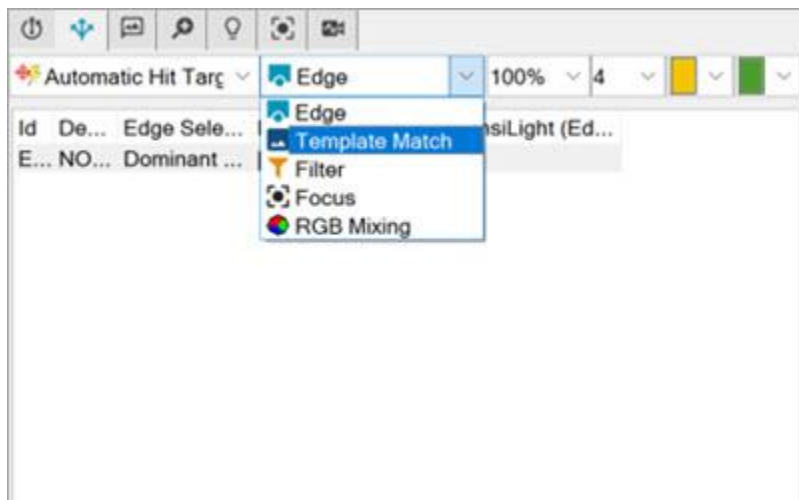 Automatic Hit Targ Edge 100% 4
Edge
Id De... Edge Sele... nsiLight (Ed...
Template Match
E... NO... Dominant ...
Filter
Focus
RGB Mixing